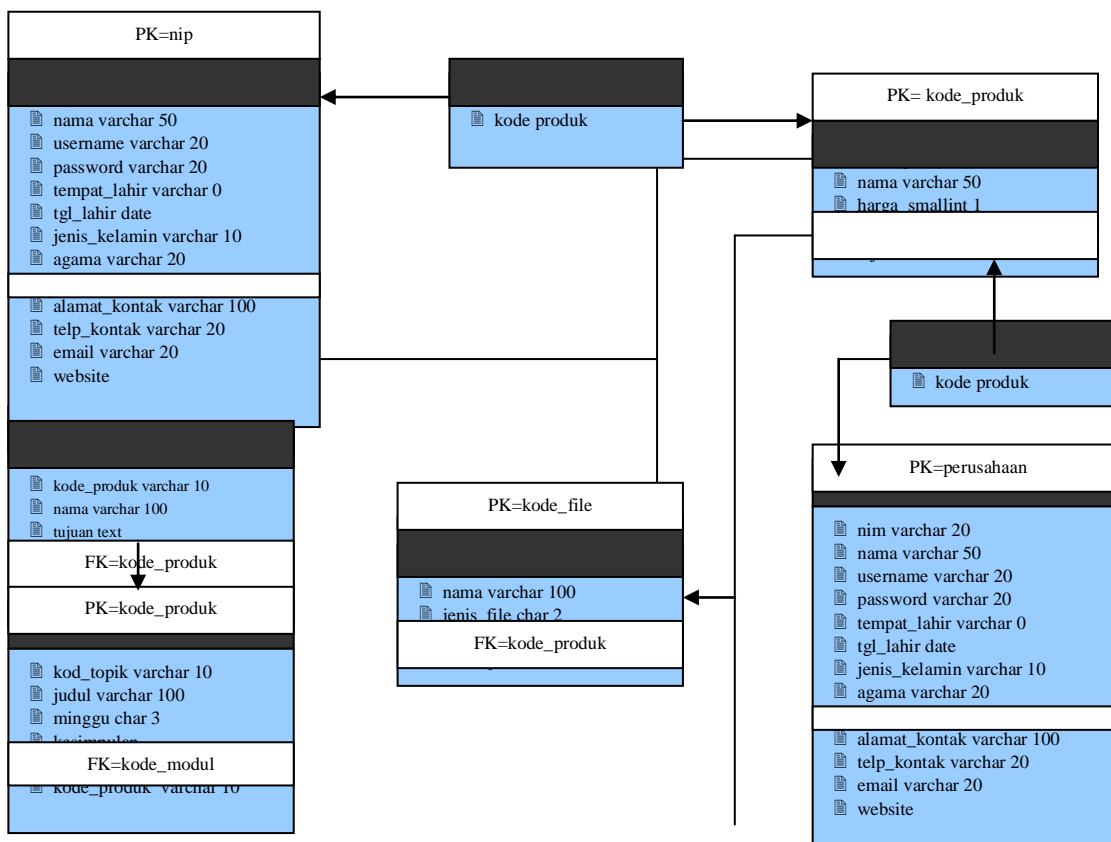 PK=nip
nama varchar 50
username varchar 20
password varchar 20
tempat_lahir varchar 0
tgl_lahir date
jenis_kelamin varchar 10
agama varchar 20
alamat_kontak varchar 100
telp_kontak varchar 20
email varchar 20
website
kode produk
PK= kode_produk
nama varchar 50
harga_smallint 1
kode produk
kode_produk varchar 10
nama varchar 100
tujuan text
FK=kode_produk
PK=kode_produk
kod_topik varchar 10
judul varchar 100
minggu char 3
kesimpulan
FK=kode_modul
kode_produk varchar 10
PK=kode_file
nama varchar 100
jenis_file char 2
FK=kode_produk
PK=perusahaan
nim varchar 20
nama varchar 50
username varchar 20
password varchar 20
tempat_lahir varchar 0
tgl_lahir date
jenis_kelamin varchar 10
agama varchar 20
alamat_kontak varchar 100
telp_kontak varchar 20
email varchar 20
website